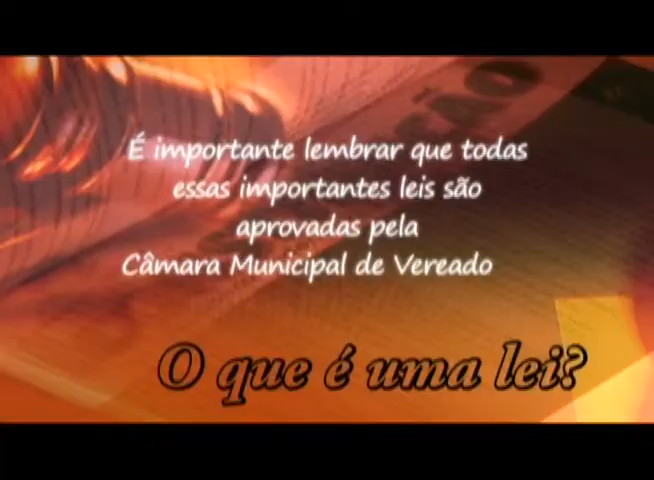 É importante lembrar que todas
essas importantes leis são
aprovadas pela
Câmara Municipal de Vereado
O que é uma lei?